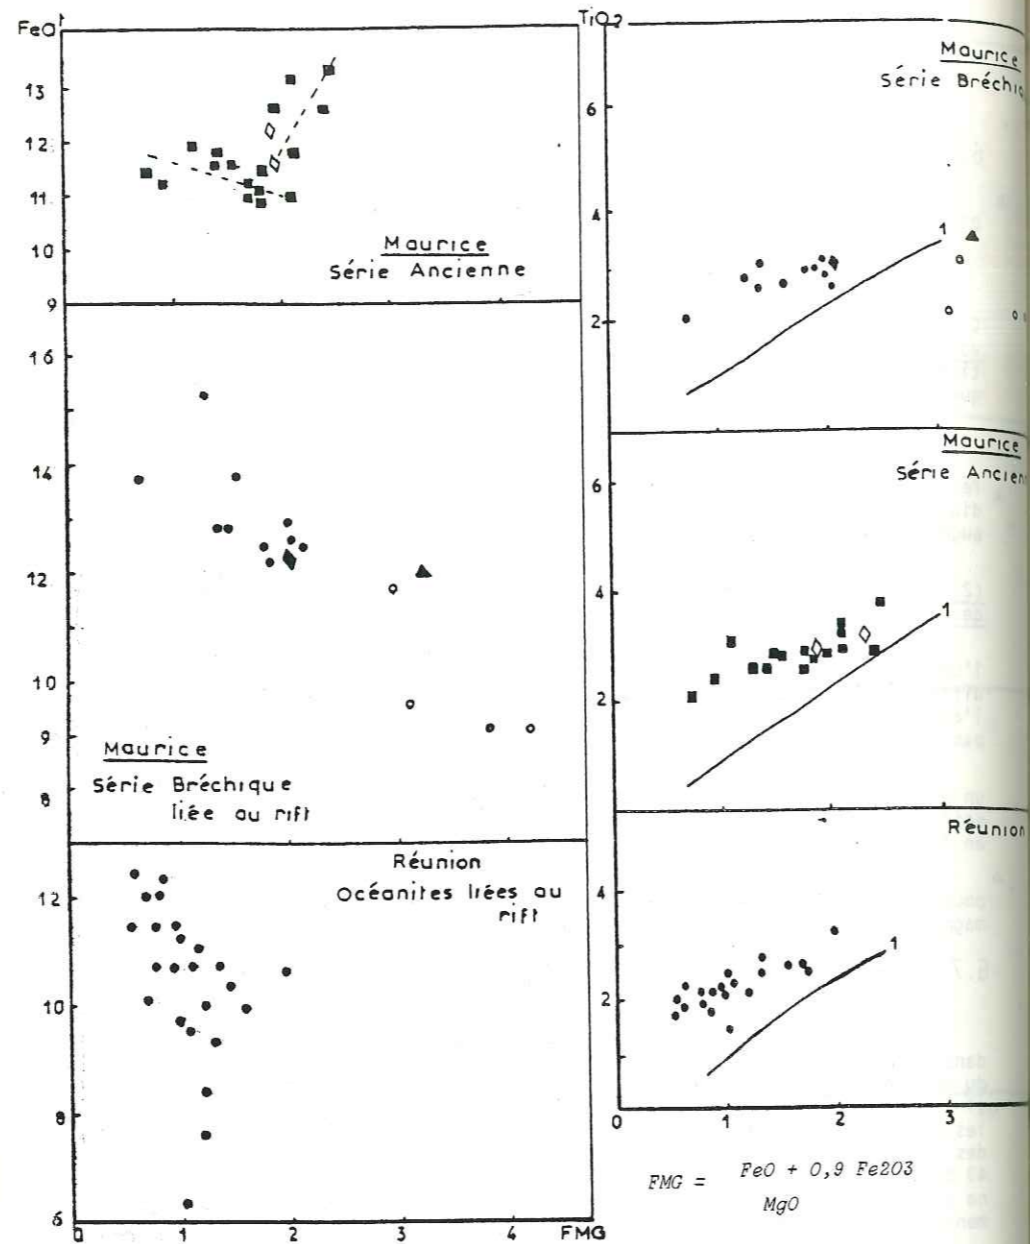 FeO
13
12
11
10
9
Maurice
Série Ancienne
16
14
12
10
9
8
Maurice
Série Bréchique
liée au rift
Réunion
Océanites liées au
rift
12
10
8
6
0 1 2 3 4 FMG
TiO2
6
4
2
1
Maurice
6
4
2
1
Maurice
Série
4
2
1
Réunion
0 1 2 3
FMG = FeO + 0,9 Fe2O3
MgO